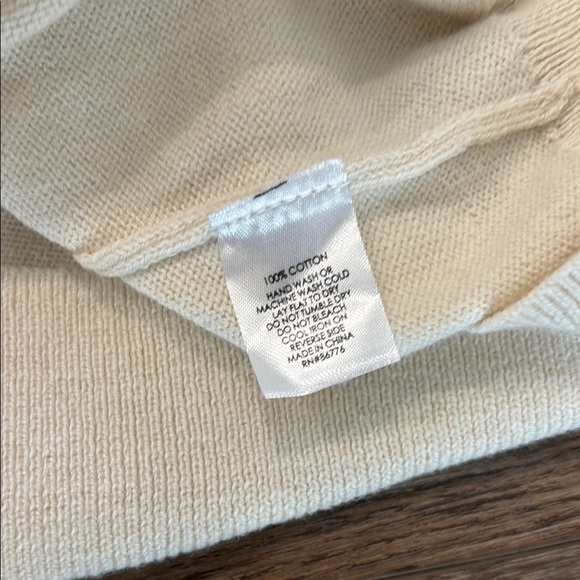 100% COTTON
HAND WASH OR
MACHINE WASH COLD
LAY FLAT TO DRY
DO NOT TUMBLE DRY
DO NOT BLEACH
COOL IRON ON
REVERSE SIDE
MADE IN CHINA
RN#36776